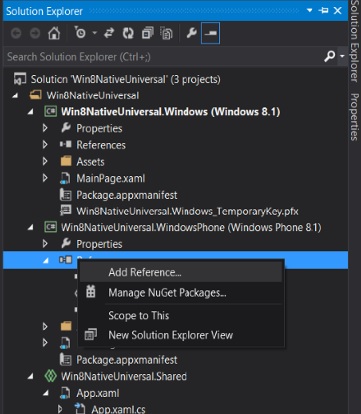 Solution Explorer
Search Solution Explorer (Ctrl+;)
Solution 'Win8NativeUniversal' (3 projects)
Win8NativeUniversal
Win8NativeUniversal.Windows (Windows 8.1)
Properties
References
Assets
MainPage.xaml
Package.appxmanifest
Win8NativeUniversal.Windows_TemporaryKey.pfx
Win8NativeUniversal.WindowsPhone (Windows Phone 8.1)
Properties
Add Reference...
Manage NuGet Packages...
Scope to This
New Solution Explorer View
Package.appxmanifest
Win8NativeUniversal.Shared
App.xaml
App.xaml.cs
Solution Explorer
Properties